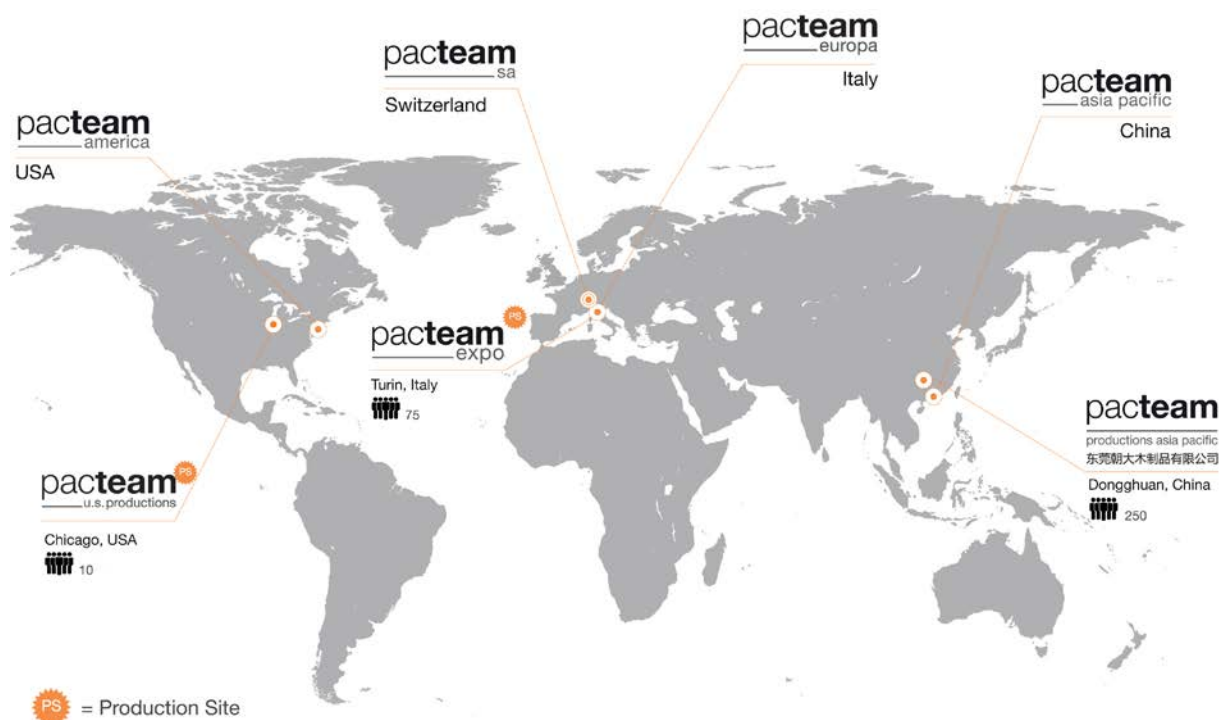 pacteam
europa
Italy
pacteam
sa
Switzerland
pacteam
asia pacific
China
pacteam
america
USA
PS
pacteam
expo
Turin, Italy
75
pacteam
productions asia pacific
东莞朝大木制品有限公司
Dongghuan, China
250
PS
pacteam
u.s.productions
Chicago, USA
10
PS = Production Site